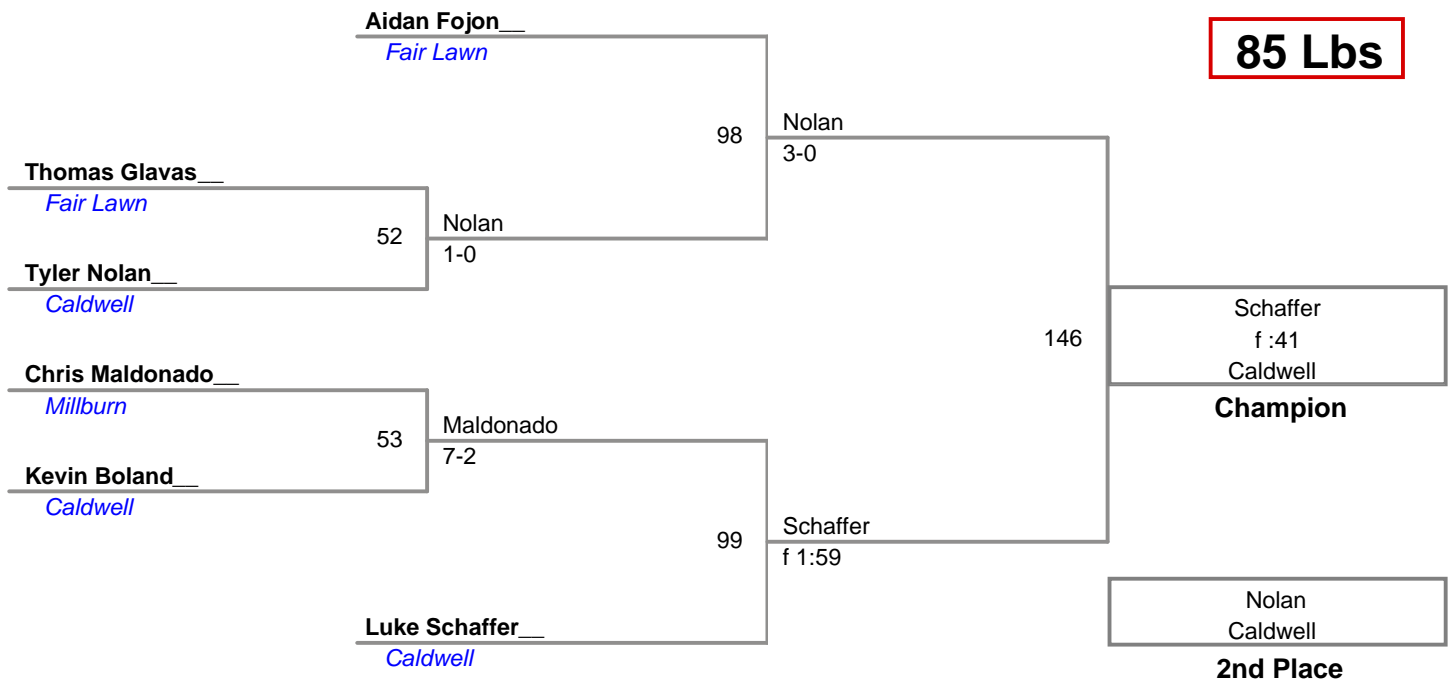 Aidan Fojon__
Fair Lawn
85 Lbs
98
Nolan
3-0
Thomas Glavas__
Fair Lawn
52
Nolan
1-0
Tyler Nolan__
Caldwell
146
Schaffer
f :41
Caldwell
Champion
Chris Maldonado__
Millburn
53
Maldonado
7-2
Kevin Boland__
Caldwell
99
Schaffer
f 1:59
Luke Schaffer__
Caldwell
Nolan
Caldwell
2nd Place